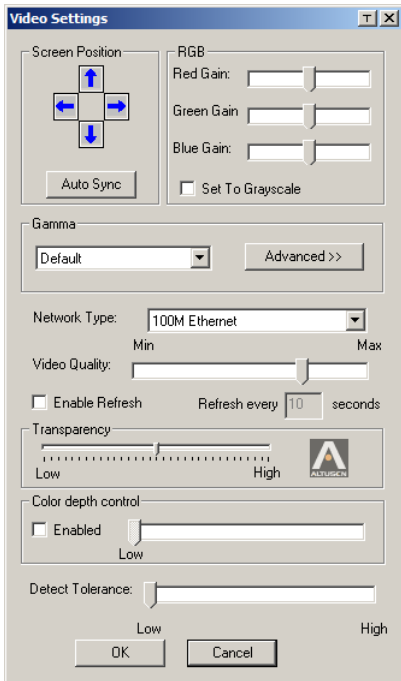 Video Settings
Screen Position
Auto Sync
RGB
Red Gain:
Green Gain
Blue Gain:
Set To Grayscale
Gamma
Default
Advanced >>
Network Type:
100M Ethernet
Min Max
Video Quality:
Enable Refresh Refresh every 10 seconds
Transparency
Low High
ALTUSEN
Color depth control
Enabled
Low
Detect Tolerance:
Low High
OK Cancel